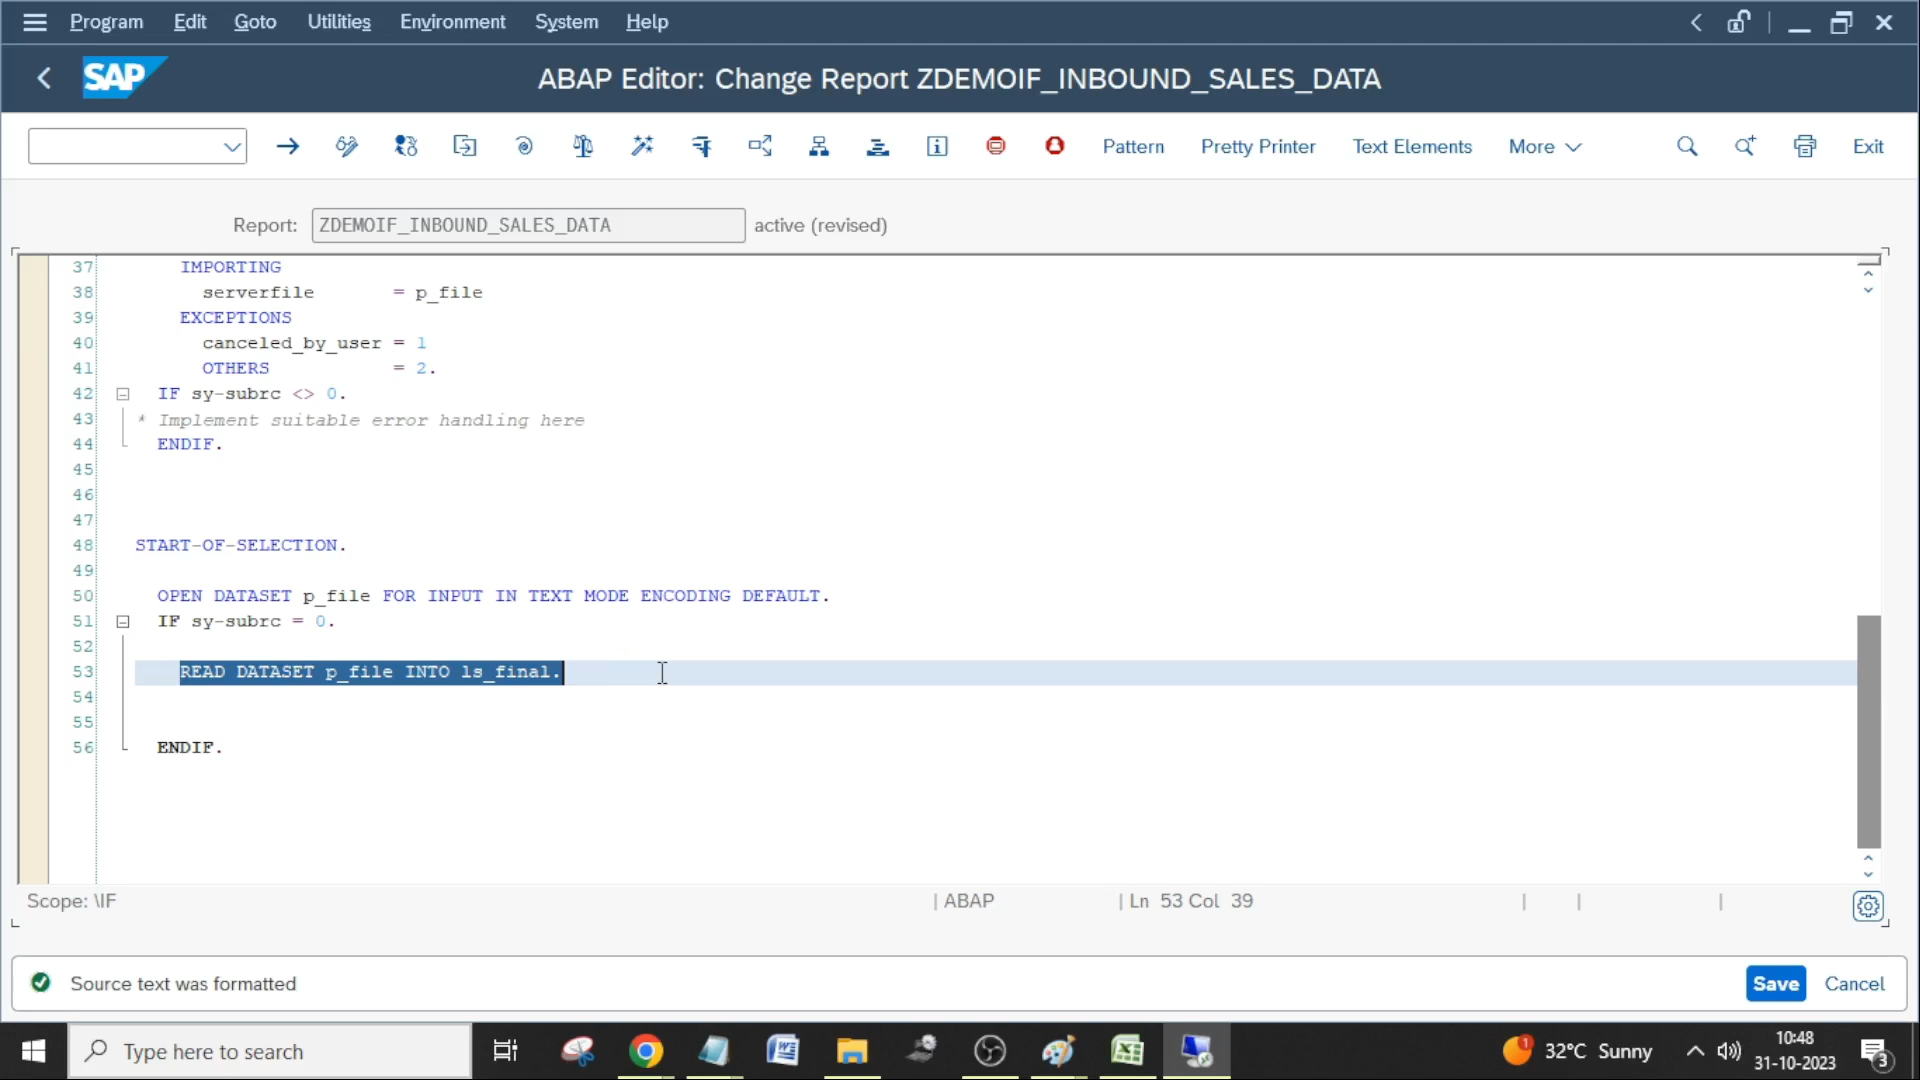 Program Edit Goto Utilities Environment System Help
SAP
ABAP Editor: Change Report ZDEMOIF_INBOUND_SALES_DATA
Pattern Pretty Printer Text Elements More Exit
Report: ZDEMOIF_INBOUND_SALES_DATA active (revised)
37 IMPORTING
38 serverfile = p_file
39 EXCEPTIONS
40 canceled_by_user = 1
41 OTHERS = 2.
42 IF sy-subrc <> 0.
43 * Implement suitable error handling here
44 ENDIF.
45
46
47
48 START-OF-SELECTION.
49
50 OPEN DATASET p_file FOR INPUT IN TEXT MODE ENCODING DEFAULT.
51 IF sy-subrc = 0.
52
53 READ DATASET p_file INTO ls_final.
54
55
56 ENDIF.
Scope: \IF | ABAP | Ln 53 Col 39 | | |
Source text was formatted Save Cancel
Type here to search 1 32°C Sunny 10:48
31-10-2023 3